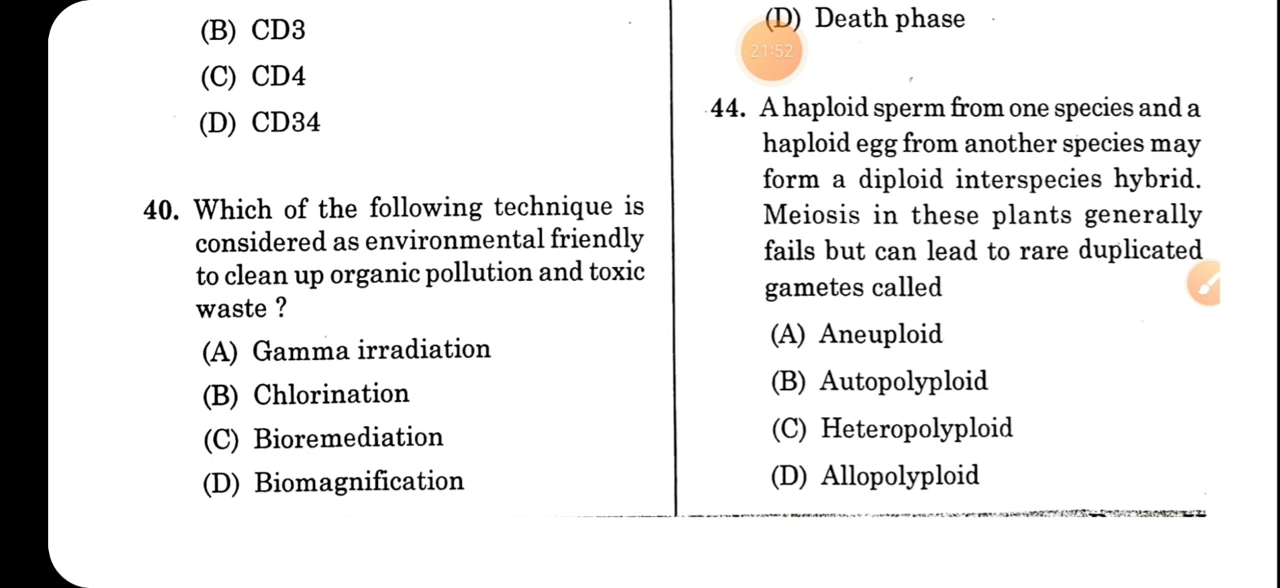 (B) CD3
(C) CD4
(D) CD34
40. Which of the following technique is
considered as environmental friendly
to clean up organic pollution and toxic
waste ?
(A) Gamma irradiation
(B) Chlorination
(C) Bioremediation
(D) Biomagnification
(D) Death phase
21:52
44. A haploid sperm from one species and a
haploid egg from another species may
form a diploid interspecies hybrid.
Meiosis in these plants generally
fails but can lead to rare duplicated
gametes called
(A) Aneuploid
(B) Autopolyploid
(C) Heteropolyploid
(D) Allopolyploid